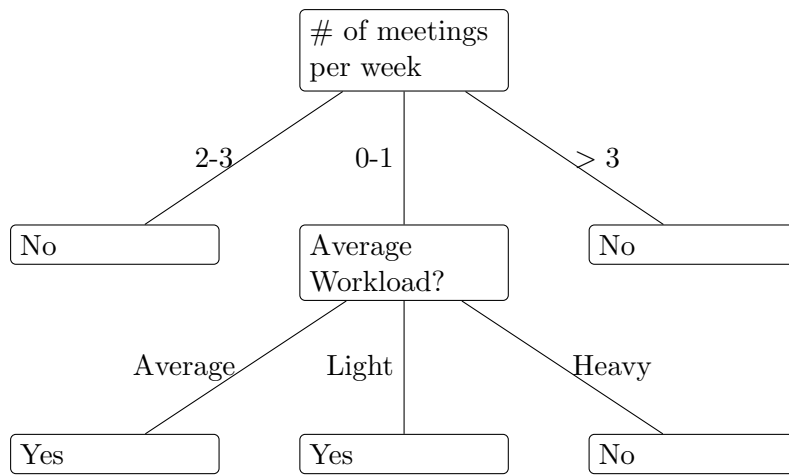 # of meetings
per week
2-3
0-1
> 3
No
Average
Workload?
No
Average
Light
Heavy
Yes
Yes
No